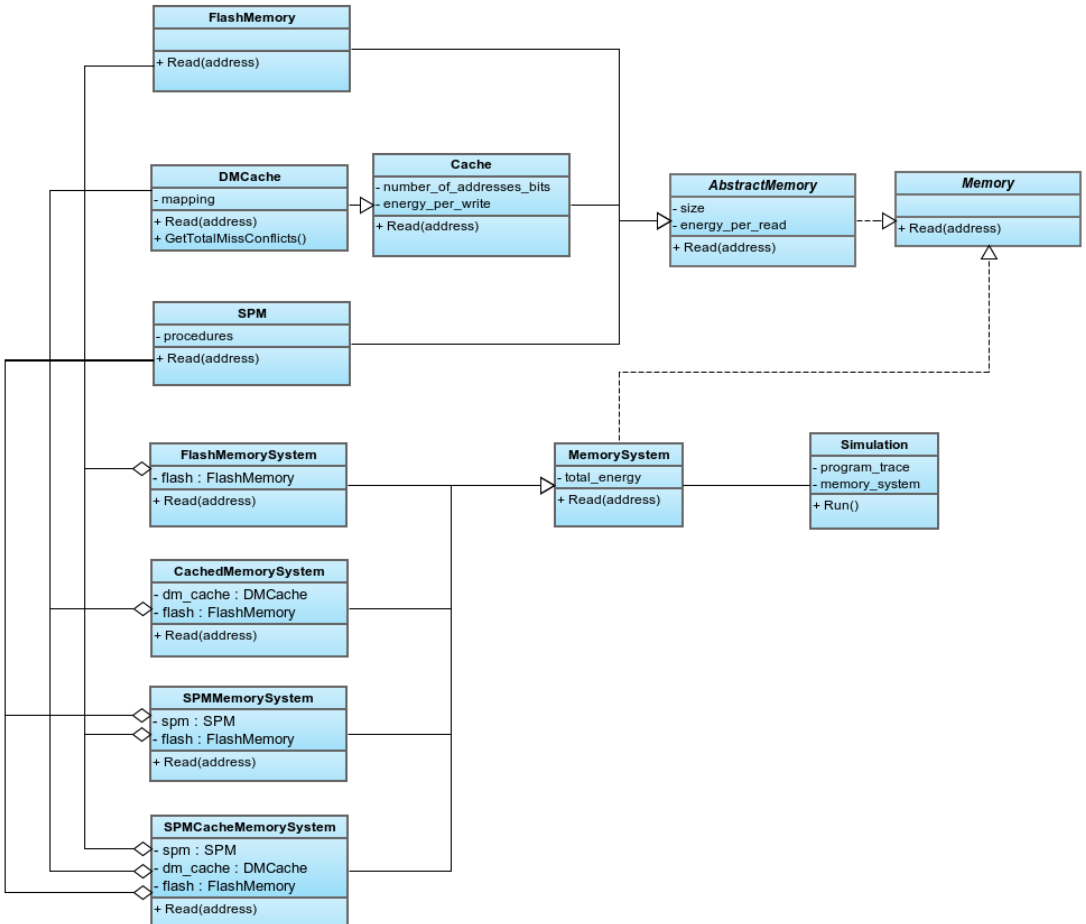 FlashMemory
+ Read(address)
DMCache
- mapping
+ Read(address)
+ GetTotalMissConflicts()
Cache
- number_of_addresses_bits
- energy_per_write
+ Read(address)
AbstractMemory
- size
- energy_per_read
+ Read(address)
Memory
+ Read(address)
SPM
- procedures
+ Read(address)
FlashMemorySystem
- flash : FlashMemory
+ Read(address)
MemorySystem
- total_energy
+ Read(address)
Simulation
- program_trace
- memory_system
+ Run()
CachedMemorySystem
- dm_cache : DMCache
- flash : FlashMemory
+ Read(address)
SPMMemorySystem
- spm : SPM
- flash : FlashMemory
+ Read(address)
SPMCacheMemorySystem
- spm : SPM
- dm_cache : DMCache
- flash : FlashMemory
+ Read(address)